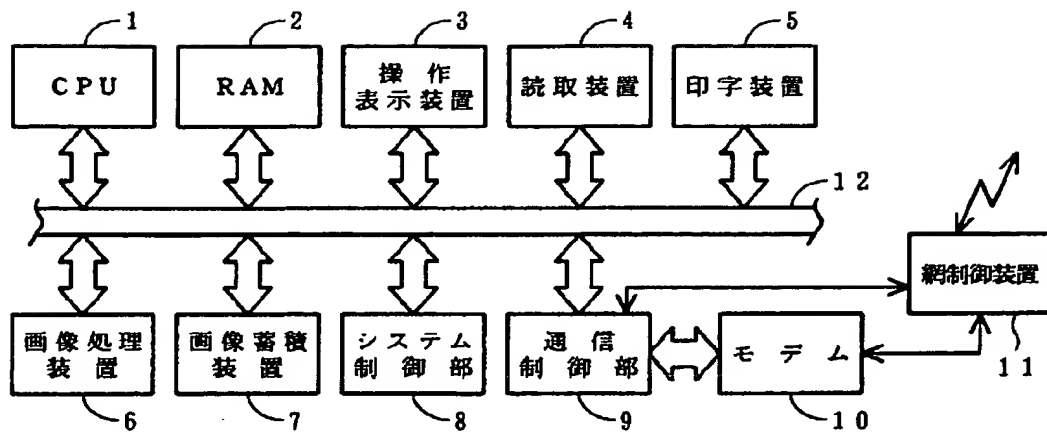 1
2
3
4
5
CPU
RAM
操作
表示装置
読取装置
印字装置
12
画像処理
装置
画像蓄積
装置
システム
制御部
通信
制御部
モデム
網制御装置
6
7
8
9
10
11